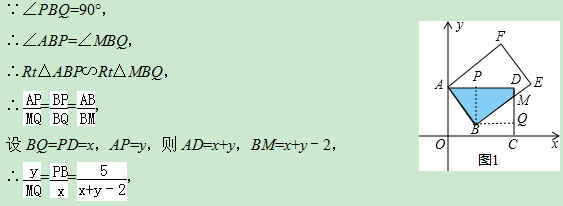 ∵∠PBQ=90°,
∴∠ABP=∠MBQ,
∴Rt△ABP∽Rt△MBQ,
∴AP/MQ=BP/BQ=AB/BM,
设 BQ=PD=x，AP=y，则 AD=x+y，BM=x+y﹣2，
∴y/MQ=PB/x=5/(x+y﹣2),
y
F
A
P
D
E
M
B
Q
O
C
x
图1